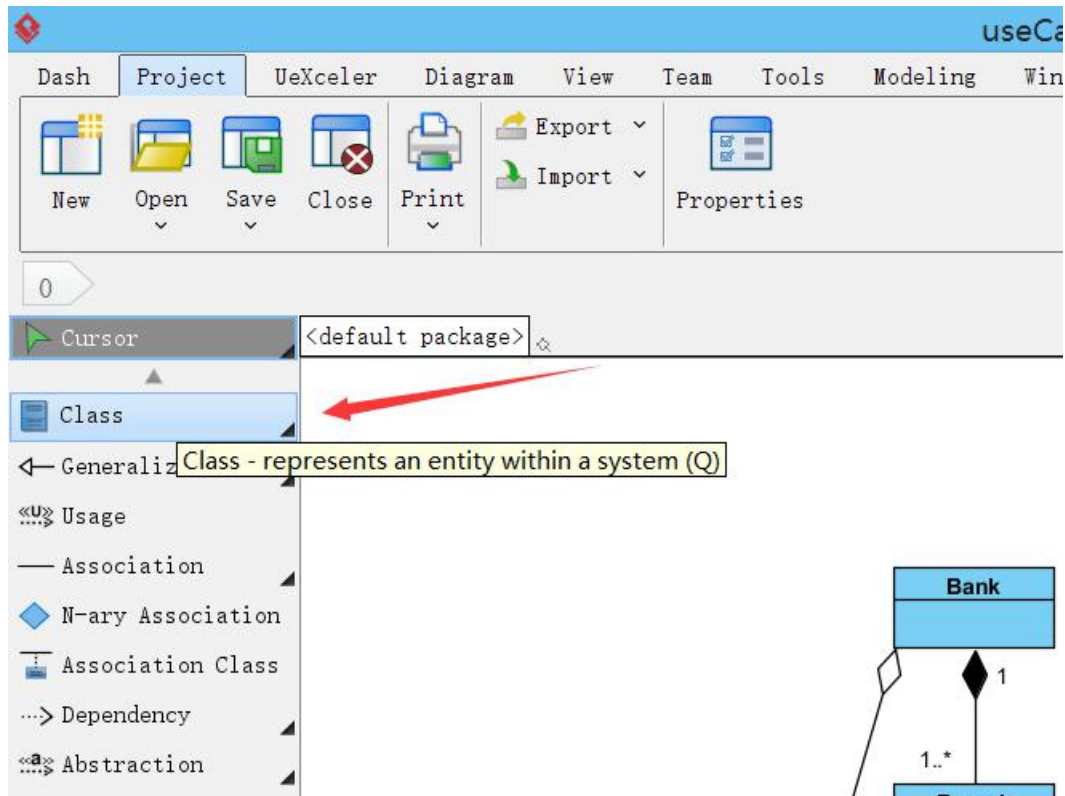 useCa
Dash Project UeXceler Diagram View Team Tools Modeling Win
Export
Import
New Open Save Close Print Properties
0
Cursor
<default package>
Class
Class - represents an entity within a system (Q)
Generaliz
«U» Usage
Association
N-ary Association
Association Class
Dependency
«a» Abstraction
Bank
1
1..*